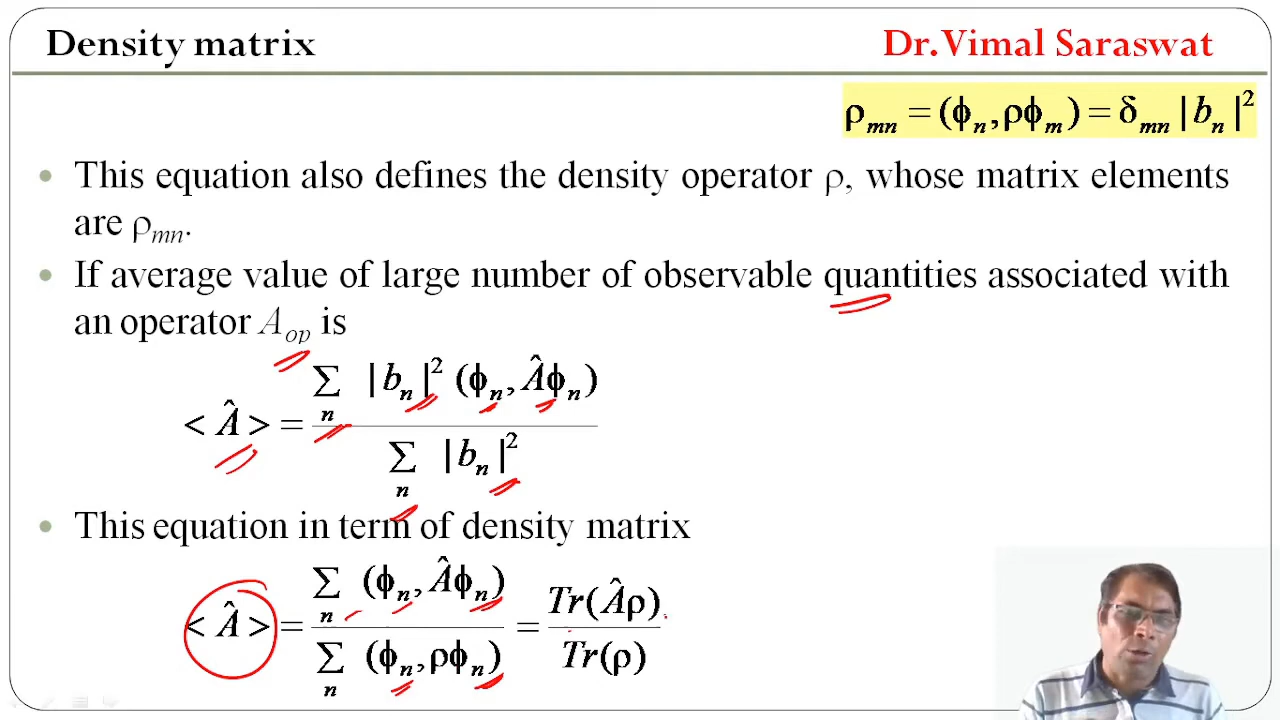 Density matrix Dr. Vimal Saraswat
ρ_mn = (ϕ_n, ρϕ_m) = δ_mn |b_n|²
• This equation also defines the density operator ρ, whose matrix elements
are ρ_mn.
• If average value of large number of observable quantities associated with
an operator A_op is
< Â > = Σ_n |b_n|² (ϕ_n, Âϕ_n) / Σ_n |b_n|²
• This equation in term of density matrix
< Â > = Σ_n (ϕ_n, Âϕ_n) / Σ_n (ϕ_n, ρϕ_n) = Tr(Âρ) / Tr(ρ)